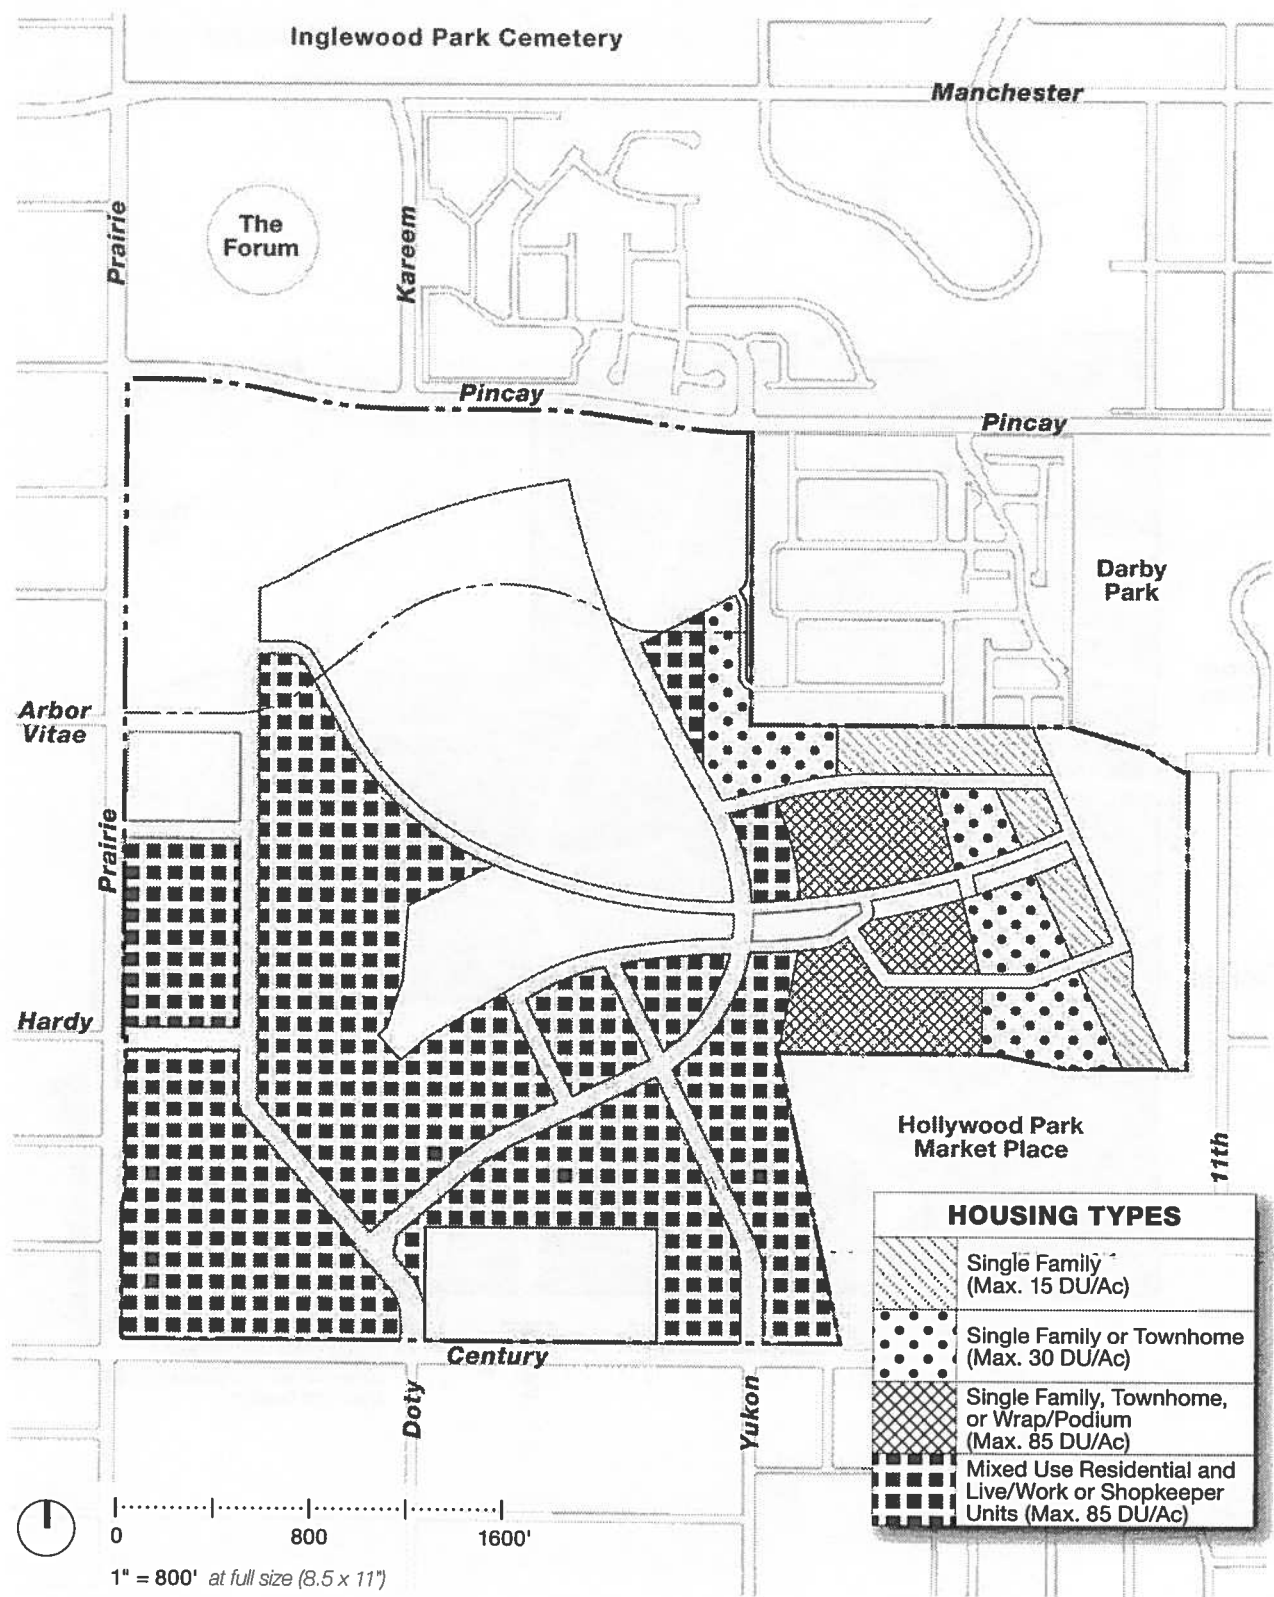 Inglewood Park Cemetery
Manchester
Prairie
The
Forum
Kareem
Pincay
Pincay
Darby
Park
Arbor
Vitae
Prairie
Hardy
Hollywood Park
Market Place
11th
HOUSING TYPES
Single Family
(Max. 15 DU/Ac)
Single Family or Townhome
(Max. 30 DU/Ac)
Single Family, Townhome,
or Wrap/Podium
(Max. 85 DU/Ac)
Mixed Use Residential and
Live/Work or Shopkeeper
Units (Max. 85 DU/Ac)
Century
Doty
Yukon
0 800 1600'
1" = 800' at full size (8.5 x 11")